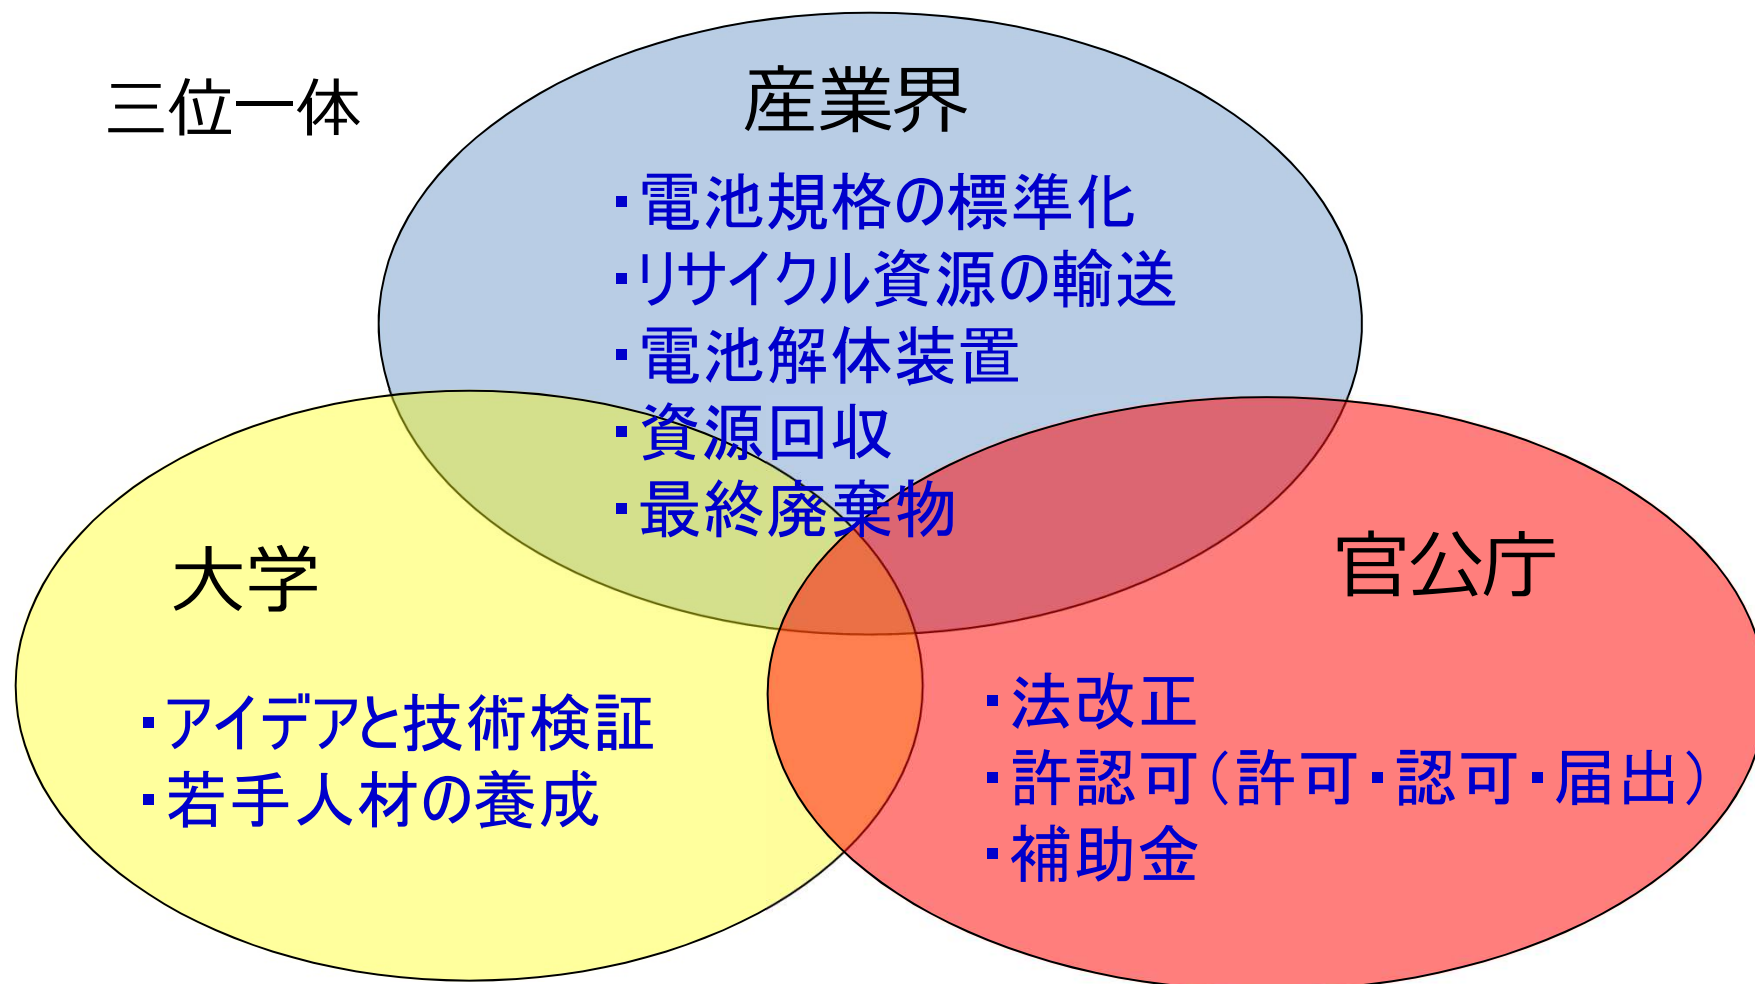 三位一体
産業界
・電池規格の標準化
・リサイクル資源の輸送
・電池解体装置
・資源回収
・最終廃棄物
大学
・アイデアと技術検証
・若手人材の養成
官公庁
・法改正
・許認可(許可・認可・届出)
・補助金